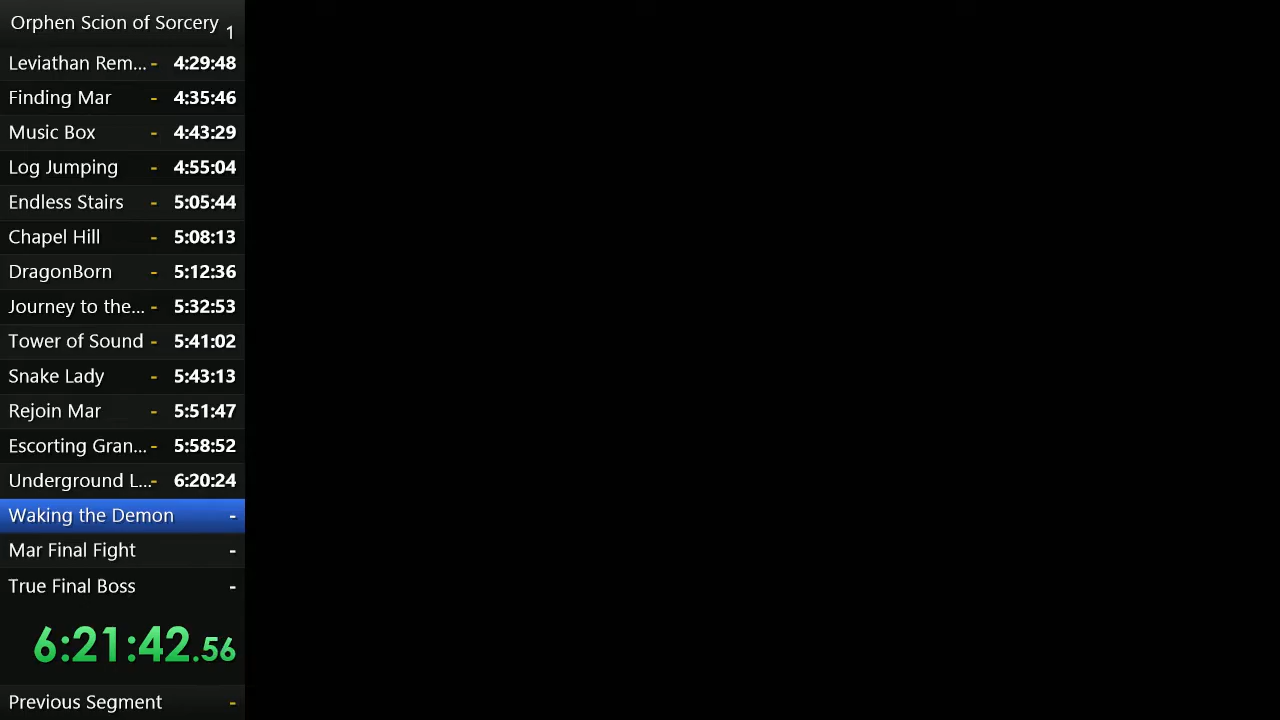 Orphen Scion of Sorcery 1
Leviathan Rem... - 4:29:48
Finding Mar - 4:35:46
Music Box - 4:43:29
Log Jumping - 4:55:04
Endless Stairs - 5:05:44
Chapel Hill - 5:08:13
DragonBorn - 5:12:36
Journey to the... - 5:32:53
Tower of Sound - 5:41:02
Snake Lady - 5:43:13
Rejoin Mar - 5:51:47
Escorting Gran... - 5:58:52
Underground L... - 6:20:24
Waking the Demon -
Mar Final Fight -
True Final Boss -
6:21:42.56
Previous Segment -